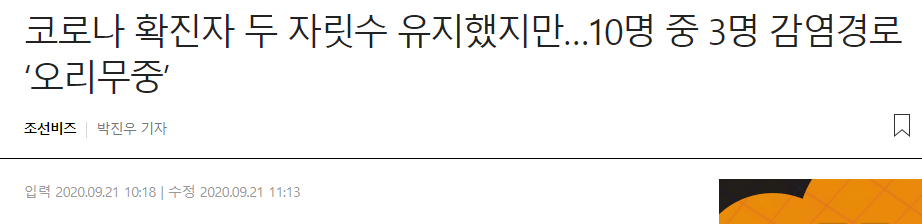 코로나 확진자 두 자릿수 유지했지만…10명 중 3명 감염경로
‘오리무중’
조선비즈 | 박진우 기자
입력 2020.09.21 10:18 | 수정 2020.09.21 11:13